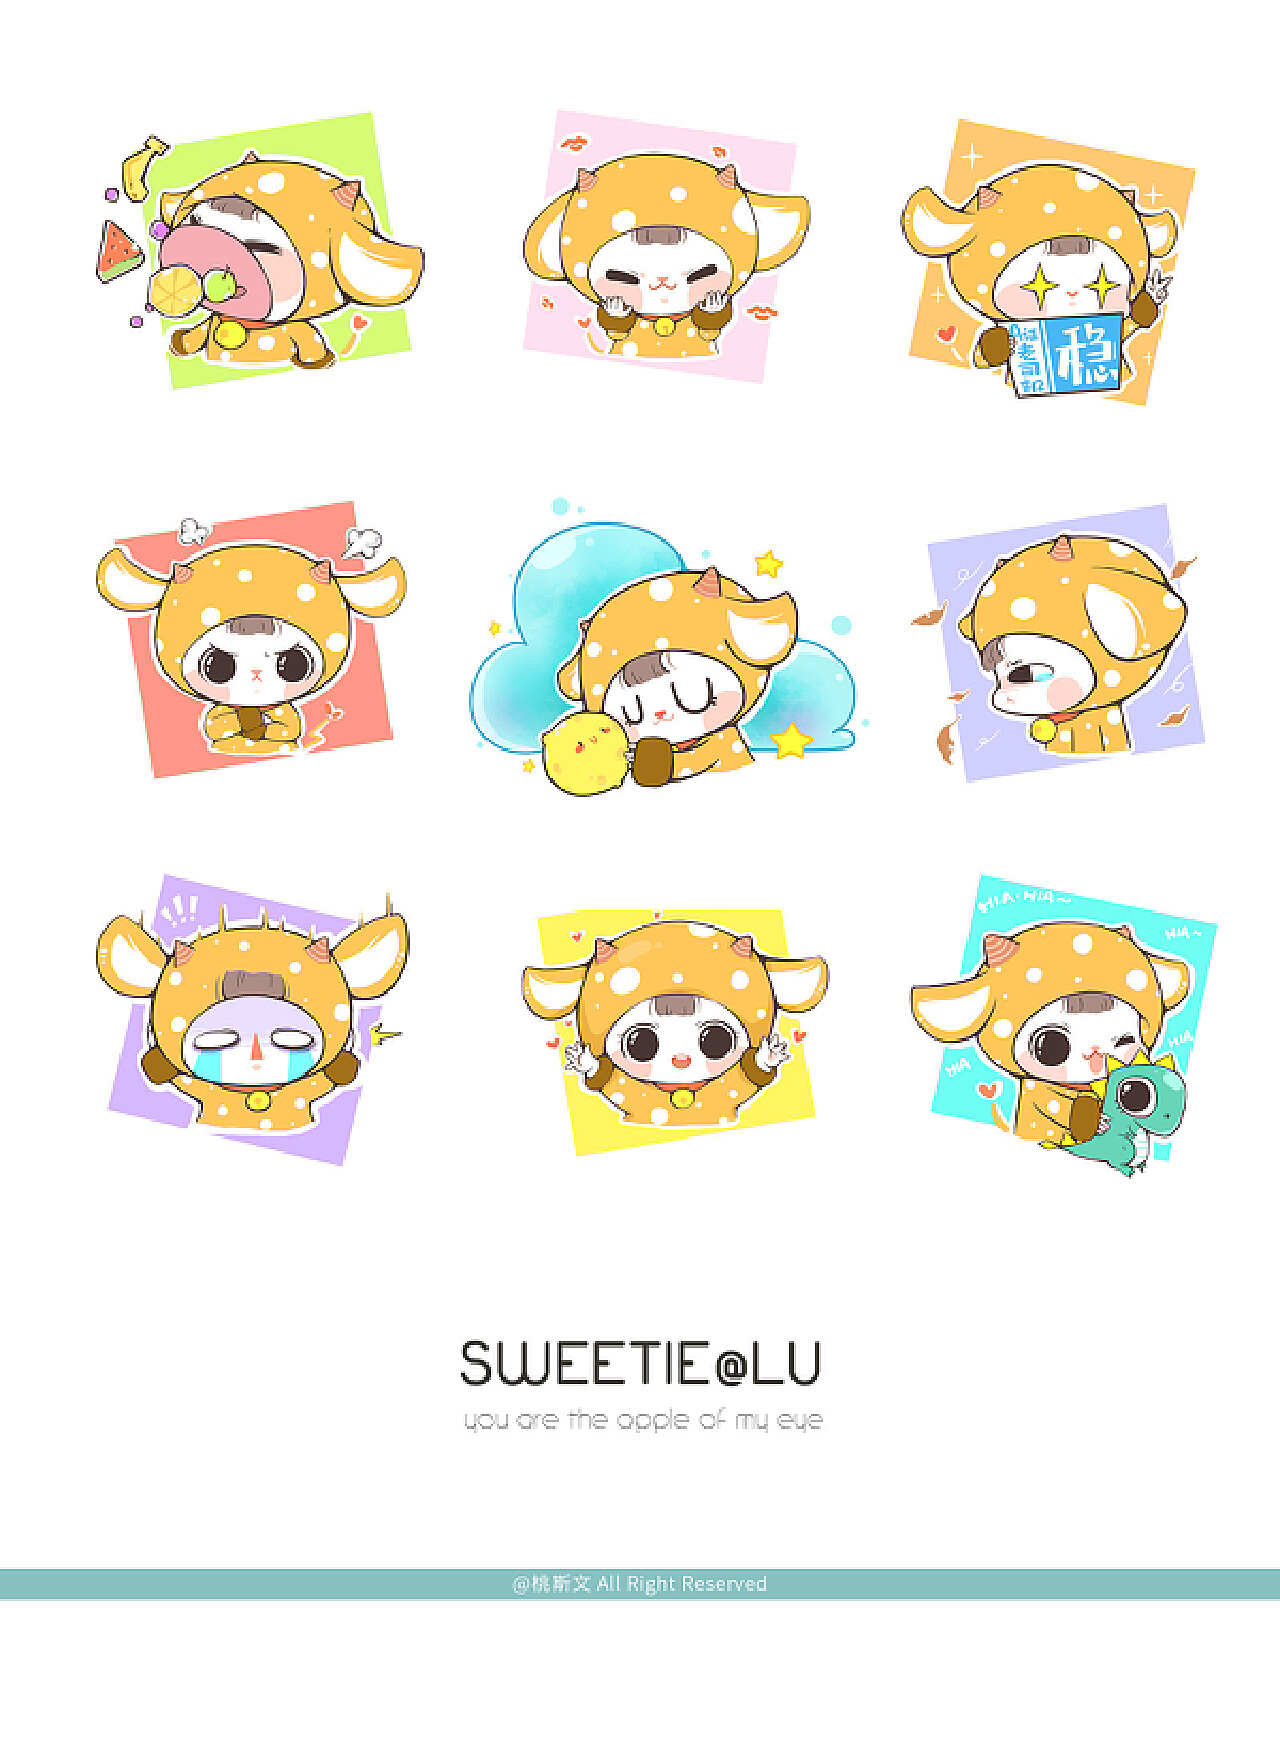 稳
!!!
HIA-HIA~
HIA~
HIA
HIA
SWEETIE@LU
you are the apple of my eye
@桃斯文 All Right Reserved